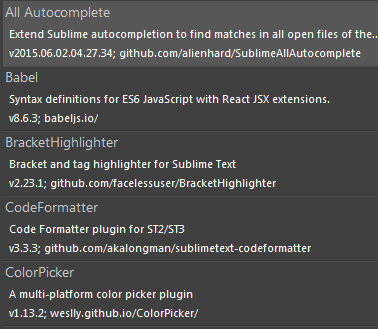 All Autocomplete
Extend Sublime autocompletion to find matches in all open files of the...
v2015.06.02.04.27.34; github.com/alienhard/SublimeAllAutocomplete
Babel
Syntax definitions for ES6 JavaScript with React JSX extensions.
v8.6.3; babeljs.io/
BracketHighlighter
Bracket and tag highlighter for Sublime Text
v2.23.1; github.com/facelessuser/BracketHighlighter
CodeFormatter
Code Formatter plugin for ST2/ST3
v3.3.3; github.com/akalongman/sublimetext-codeformatter
ColorPicker
A multi-platform color picker plugin
v1.13.2; weslly.github.io/ColorPicker/